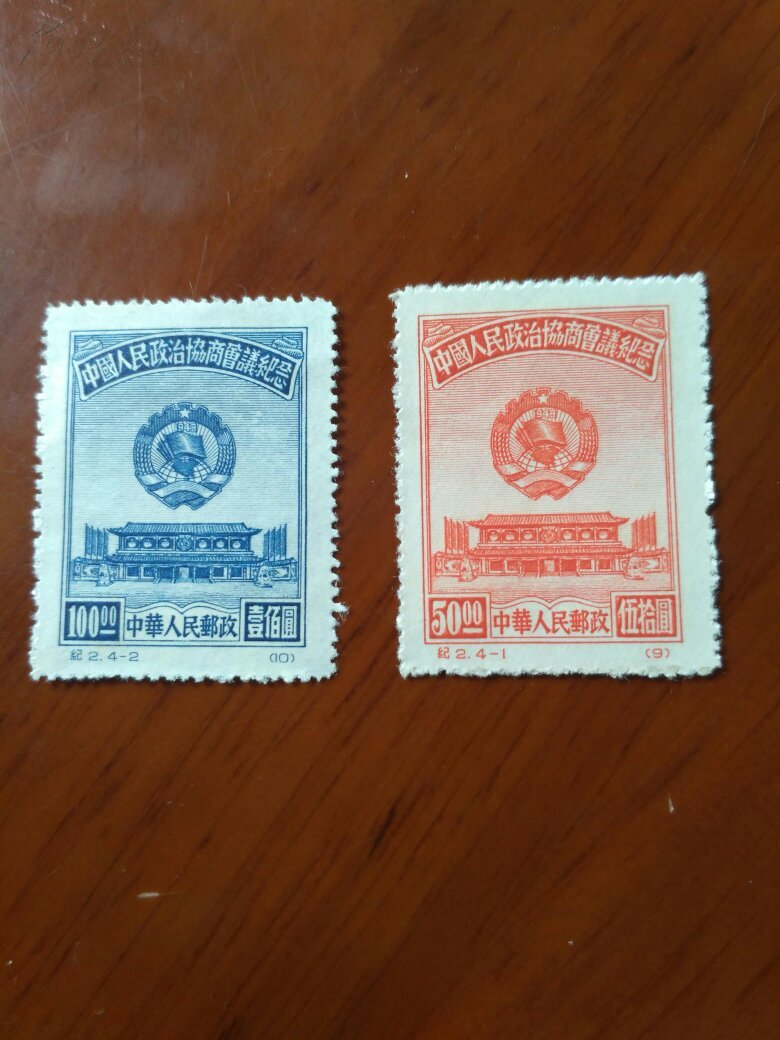 中國人民政治協商會議紀念
100.00 中華人民郵政 壹佰圓
紀 2. 4-2 (10)
中國人民政治協商會議紀念
50.00 中華人民郵政 伍拾圓
紀 2. 4-1 (9)